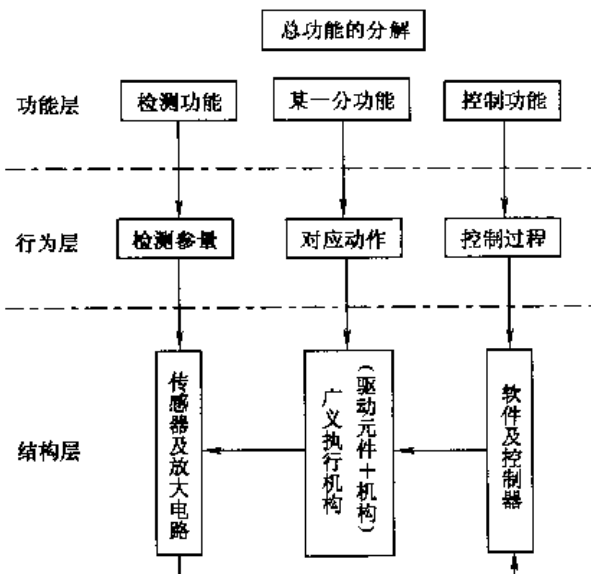 总功能的分解
功能层
检测功能
某一分功能
控制功能
行为层
检测参量
对应动作
控制过程
结构层
传感器及放大电路
广义执行机构
(驱动元件+机构)
软件及控制器